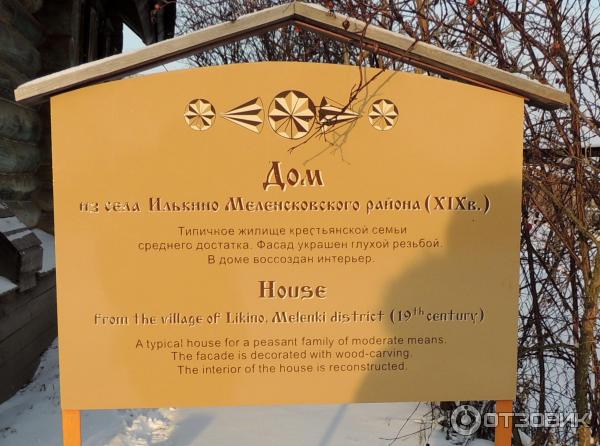 Дом
из села Илькино Меленковского района (XIXв.)
Типичное жилище крестьянской семьи
среднего достатка. Фасад украшен глухой резьбой.
В доме воссоздан интерьер.
House
from the village of Likino, Melenki district (19th century)
A typical house for a peasant family of moderate means.
The facade is decorated with wood-carving.
The interior of the house is reconstructed.
ОТЗОВИК